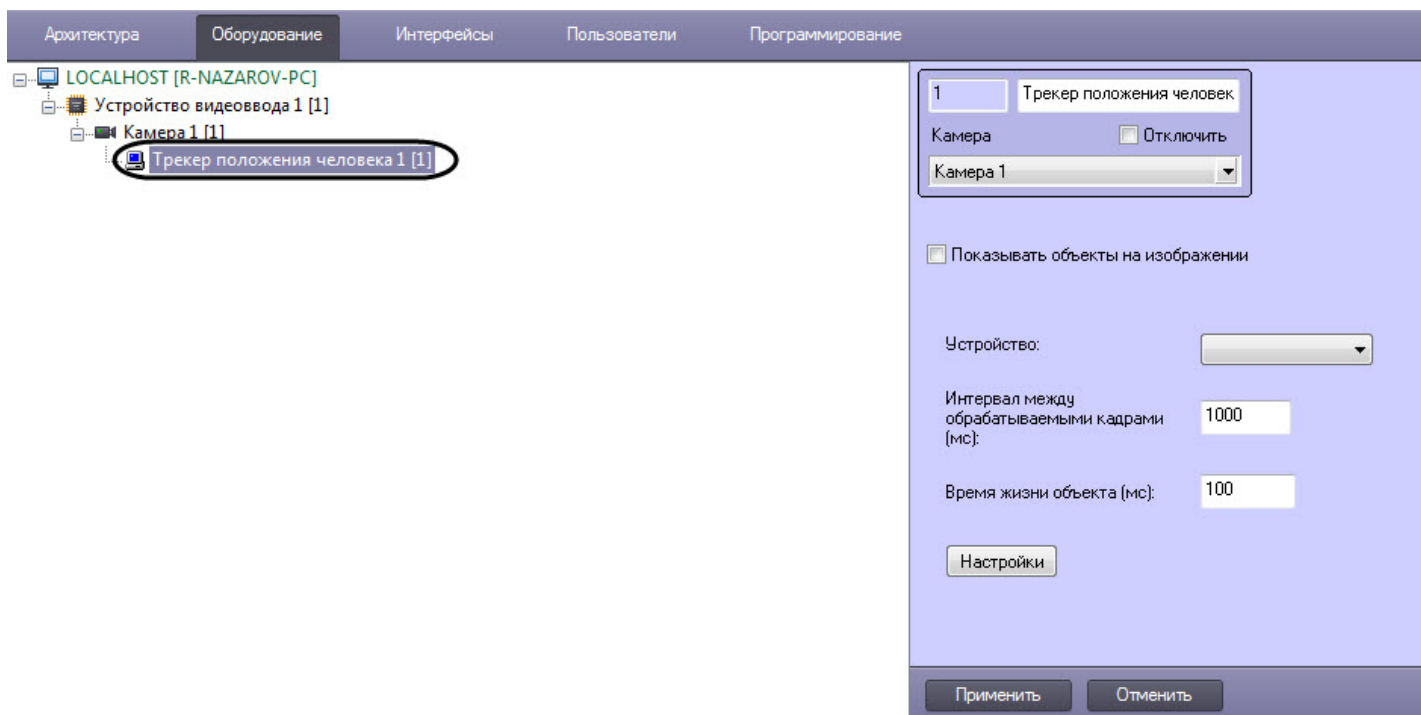 Архитектура Оборудование Интерфейсы Пользователи Программирование
LOCALHOST [R-NAZAROV-PC]
Устройство видеоввода 1 [1]
Камера 1 [1]
Трекер положения человека 1 [1]
1 Трекер положения человек
Камера Отключить
Камера 1
Показывать объекты на изображении
Устройство:
Интервал между
обрабатываемыми кадрами
(мс):
1000
Время жизни объекта (мс): 100
Настройки
Применить Отменить